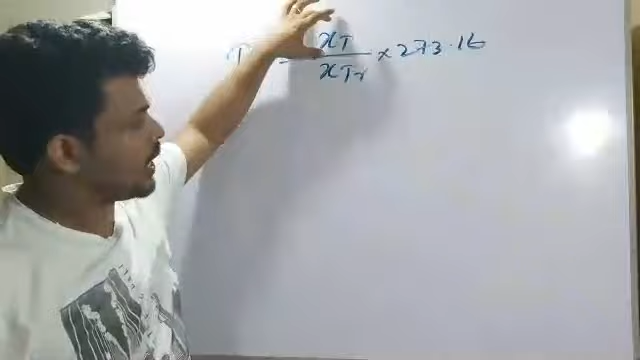 T = xT / xTr × 273.16